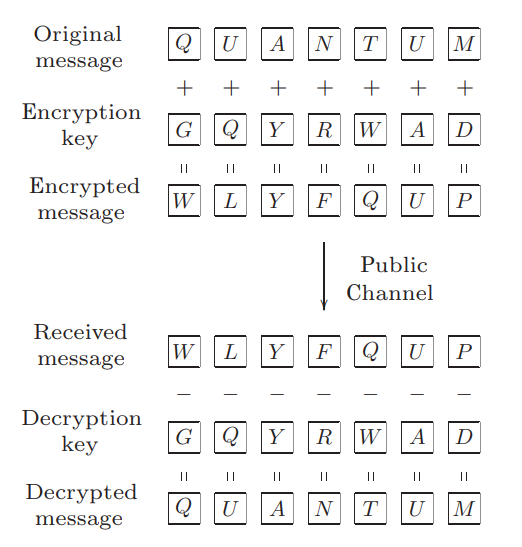 Original
message
Q U A N T U M
+ + + + + + +
Encryption
key
G Q Y R W A D
= = = = = = =
Encrypted
message
W L Y F Q U P
Public
Channel
Received
message
W L Y F Q U P
− − − − − − −
Decryption
key
G Q Y R W A D
= = = = = = =
Decrypted
message
Q U A N T U M